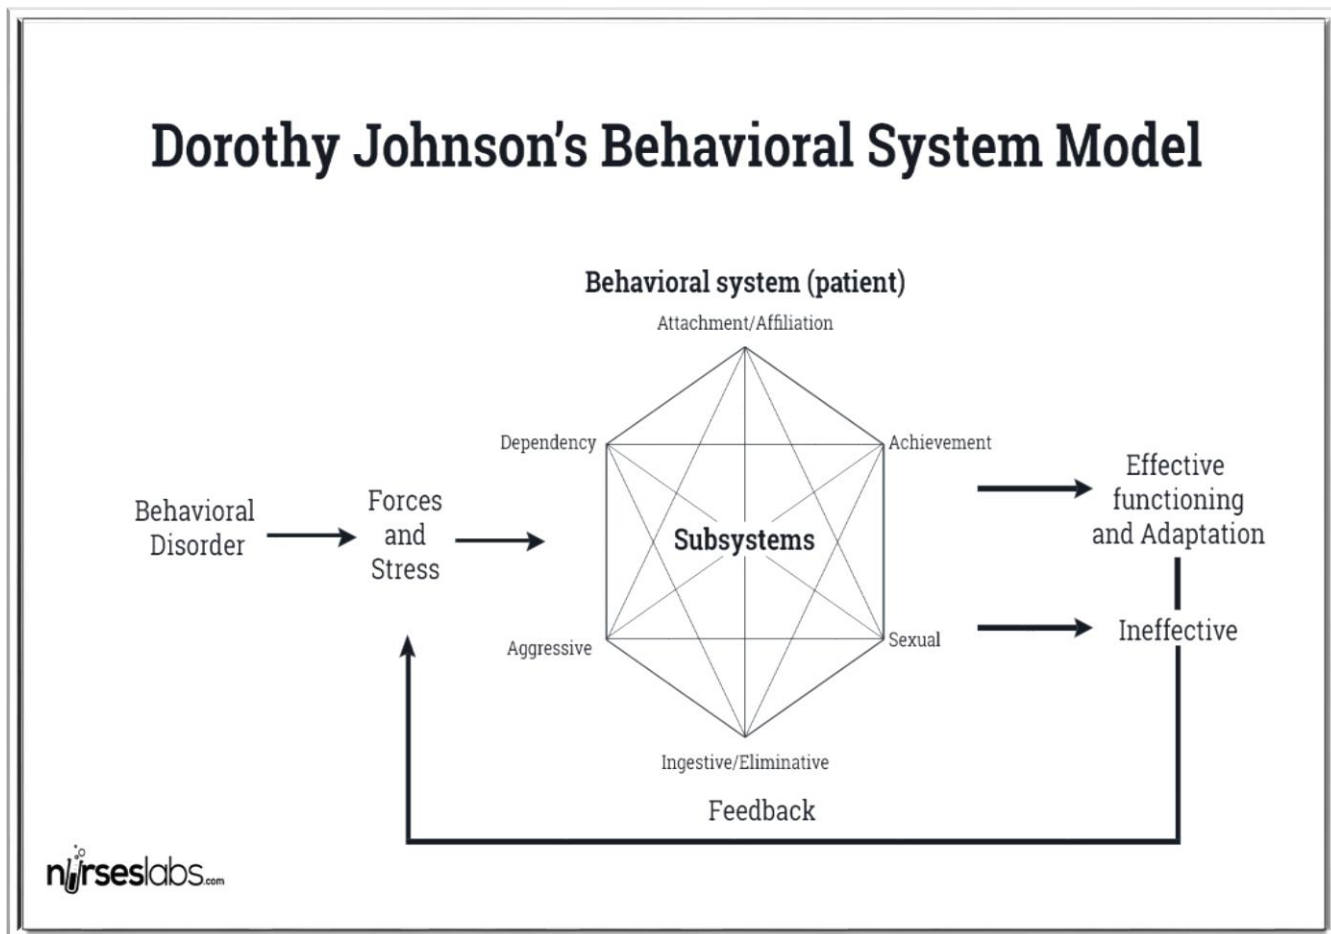 Dorothy Johnson's Behavioral System Model
Behavioral system (patient)
Attachment/Affiliation
Dependency
Achievement
Behavioral
Disorder
Forces
and
Stress
Subsystems
Effective
functioning
and Adaptation
Ineffective
Aggressive
Sexual
Ingestive/Eliminative
Feedback
nurseslabs.com